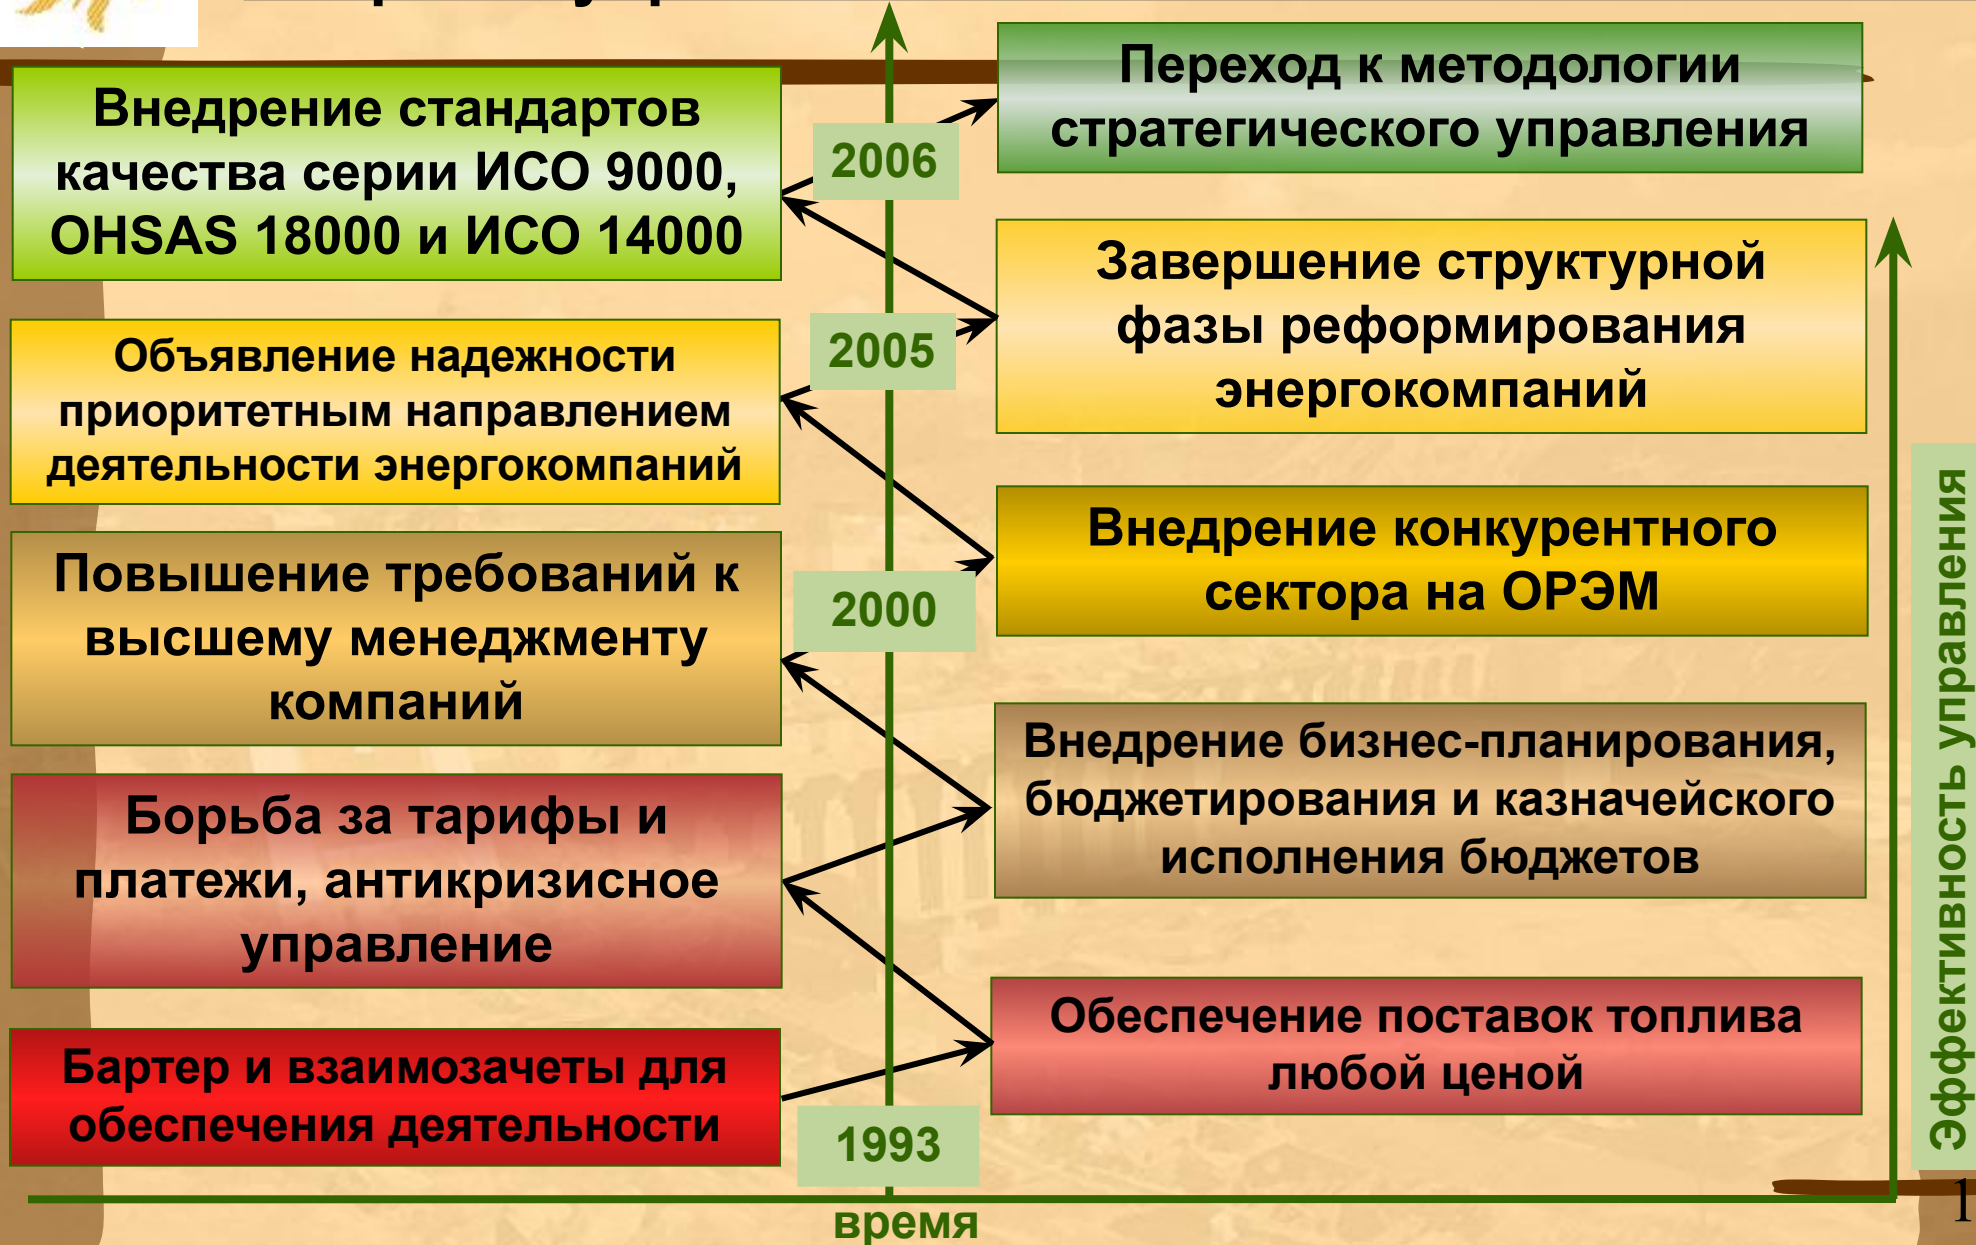 Переход к методологии
стратегического управления
2006
Внедрение стандартов
качества серии ИСО 9000,
OHSAS 18000 и ИСО 14000
Завершение структурной
фазы реформирования
энергокомпаний
2005
Объявление надежности
приоритетным направлением
деятельности энергокомпаний
Внедрение конкурентного
сектора на ОРЭМ
2000
Повышение требований к
высшему менеджменту
компаний
Внедрение бизнес-планирования,
бюджетирования и казначейского
исполнения бюджетов
Борьба за тарифы и
платежи, антикризисное
управление
Обеспечение поставок топлива
любой ценой
Бартер и взаимозачеты для
обеспечения деятельности
1993
время
Эффективность управления
1